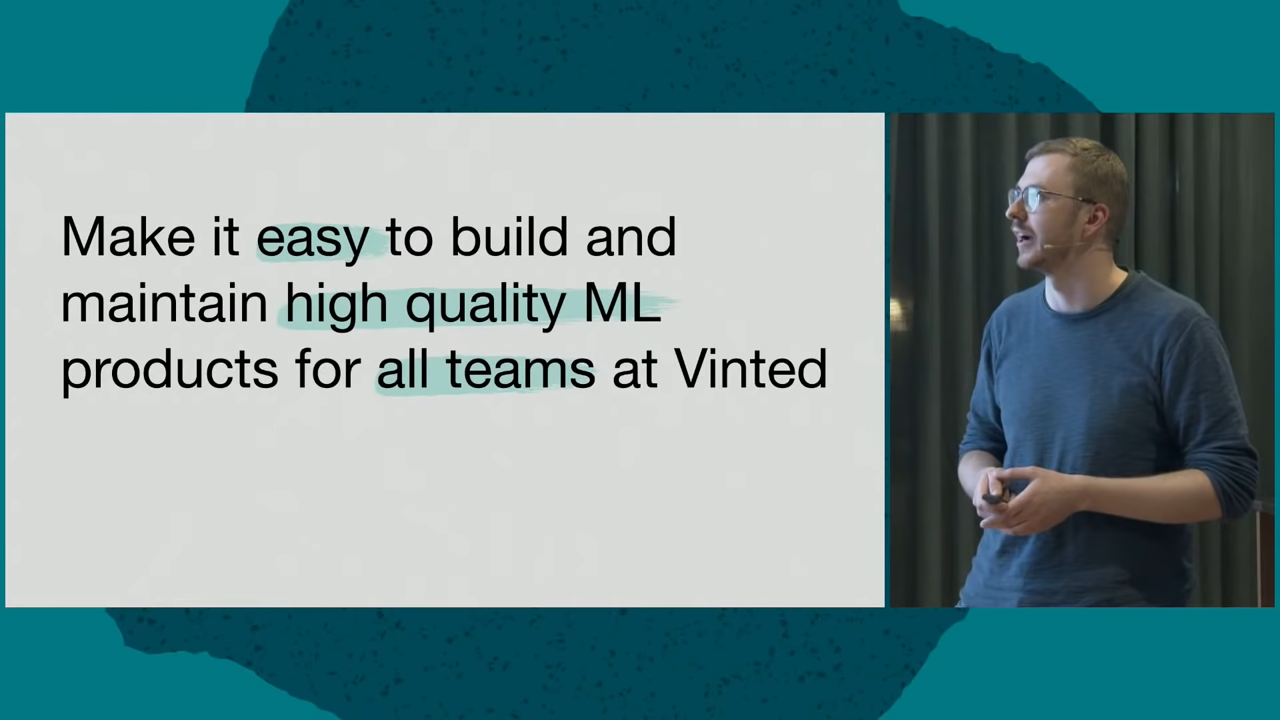 Make it easy to build and
maintain high quality ML
products for all teams at Vinted